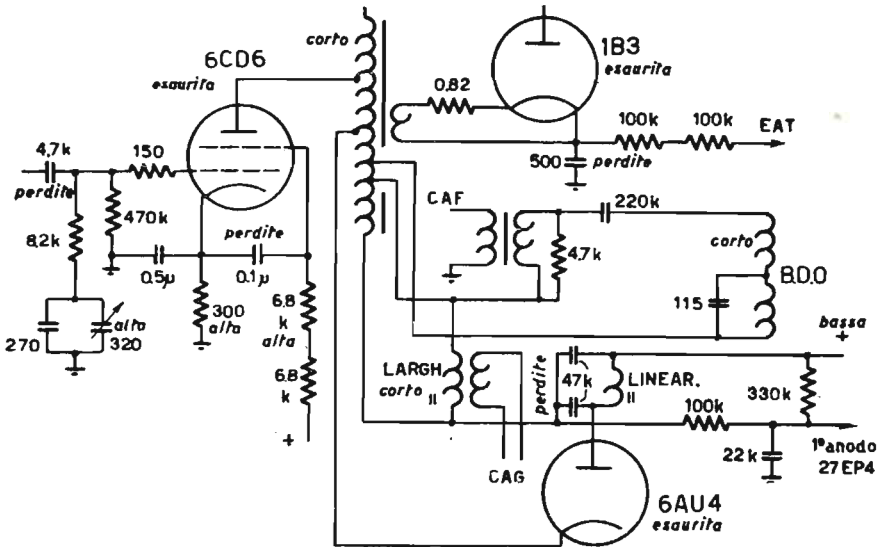 corto
6CD6
esaurita
1B3
esaurita
0,82
100k
100k
EAT
500
perdite
4,7k
perdite
150
470k
8,2k
0.5µ
perdite
0.1µ
300
alta
270
alta
320
6.8
k
alta
6.8
k
+
CAF
220k
4.7k
corto
B.D.O
115
bassa
+
LARGH
corto
perdite
47k
LINEAR.
330k
100k
22k
1º anodo
27EP4
CAG
6AU4
esaurita